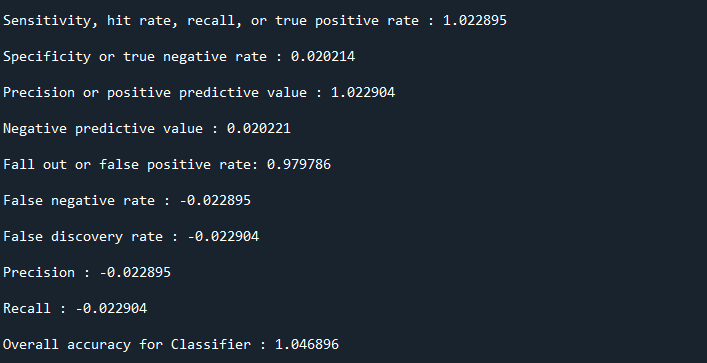 Sensitivity, hit rate, recall, or true positive rate : 1.022895
Specificity or true negative rate : 0.020214
Precision or positive predictive value : 1.022904
Negative predictive value : 0.020221
Fall out or false positive rate: 0.979786
False negative rate : -0.022895
False discovery rate : -0.022904
Precision : -0.022895
Recall : -0.022904
Overall accuracy for Classifier : 1.046896